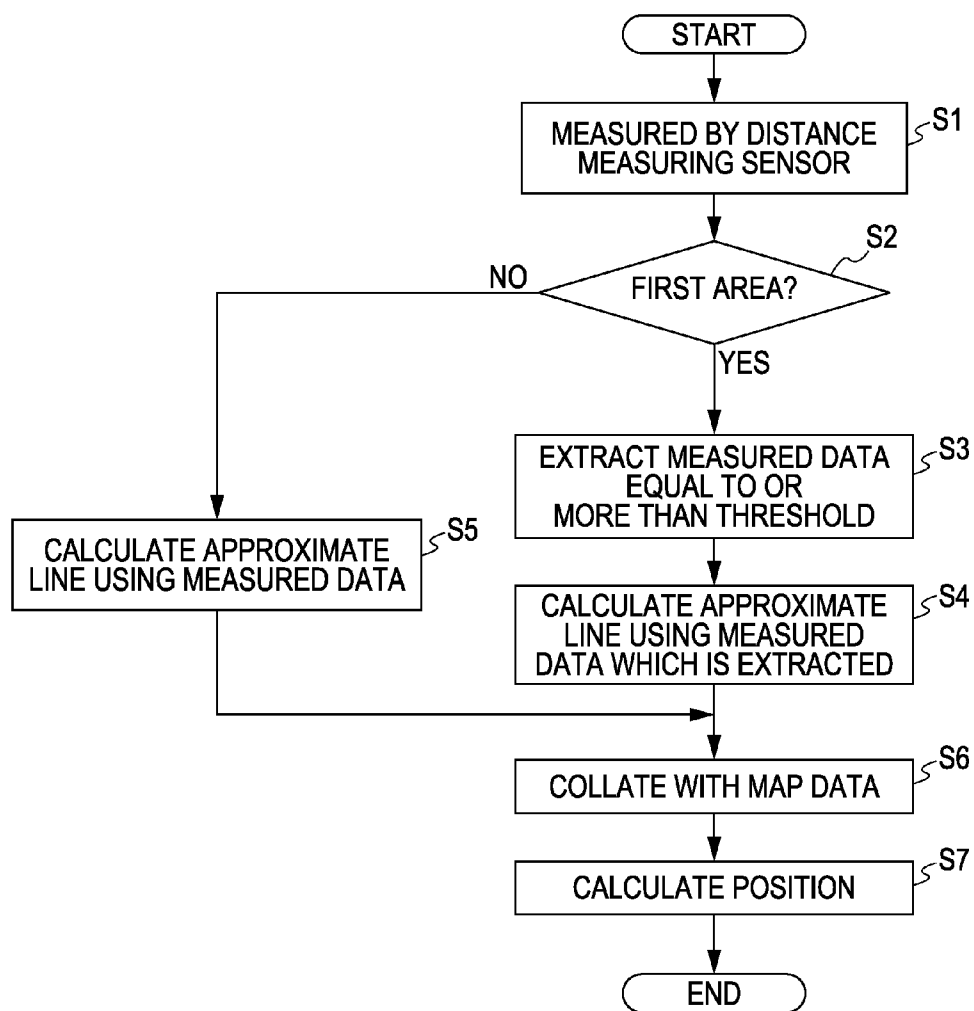 START
S1
MEASURED BY DISTANCE
MEASURING SENSOR
S2
FIRST AREA?
NO
YES
S3
EXTRACT MEASURED DATA
EQUAL TO OR
MORE THAN THRESHOLD
S5
CALCULATE APPROXIMATE
LINE USING MEASURED DATA
S4
CALCULATE APPROXIMATE
LINE USING MEASURED
DATA WHICH IS EXTRACTED
S6
COLLATE WITH MAP DATA
S7
CALCULATE POSITION
END